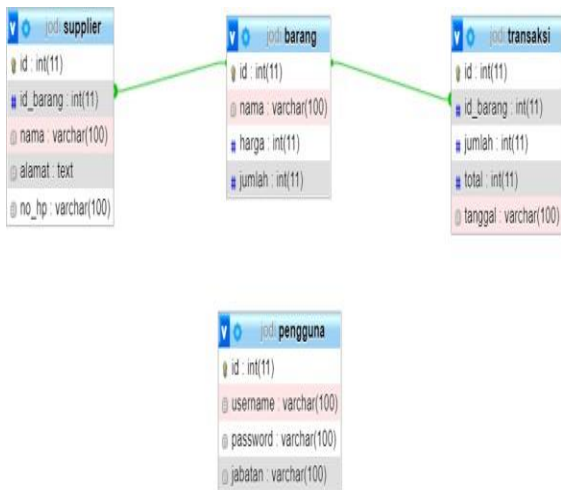 jodi supplier
id : int(11)
id_barang : int(11)
nama : varchar(100)
alamat : text
no_hp : varchar(100)
jodi barang
id : int(11)
nama : varchar(100)
harga : int(11)
jumlah : int(11)
jodi transaksi
id : int(11)
id_barang : int(11)
jumlah : int(11)
total : int(11)
tanggal : varchar(100)
v jodi pengguna
id : int(11)
username : varchar(100)
password : varchar(100)
jabatan : varchar(100)